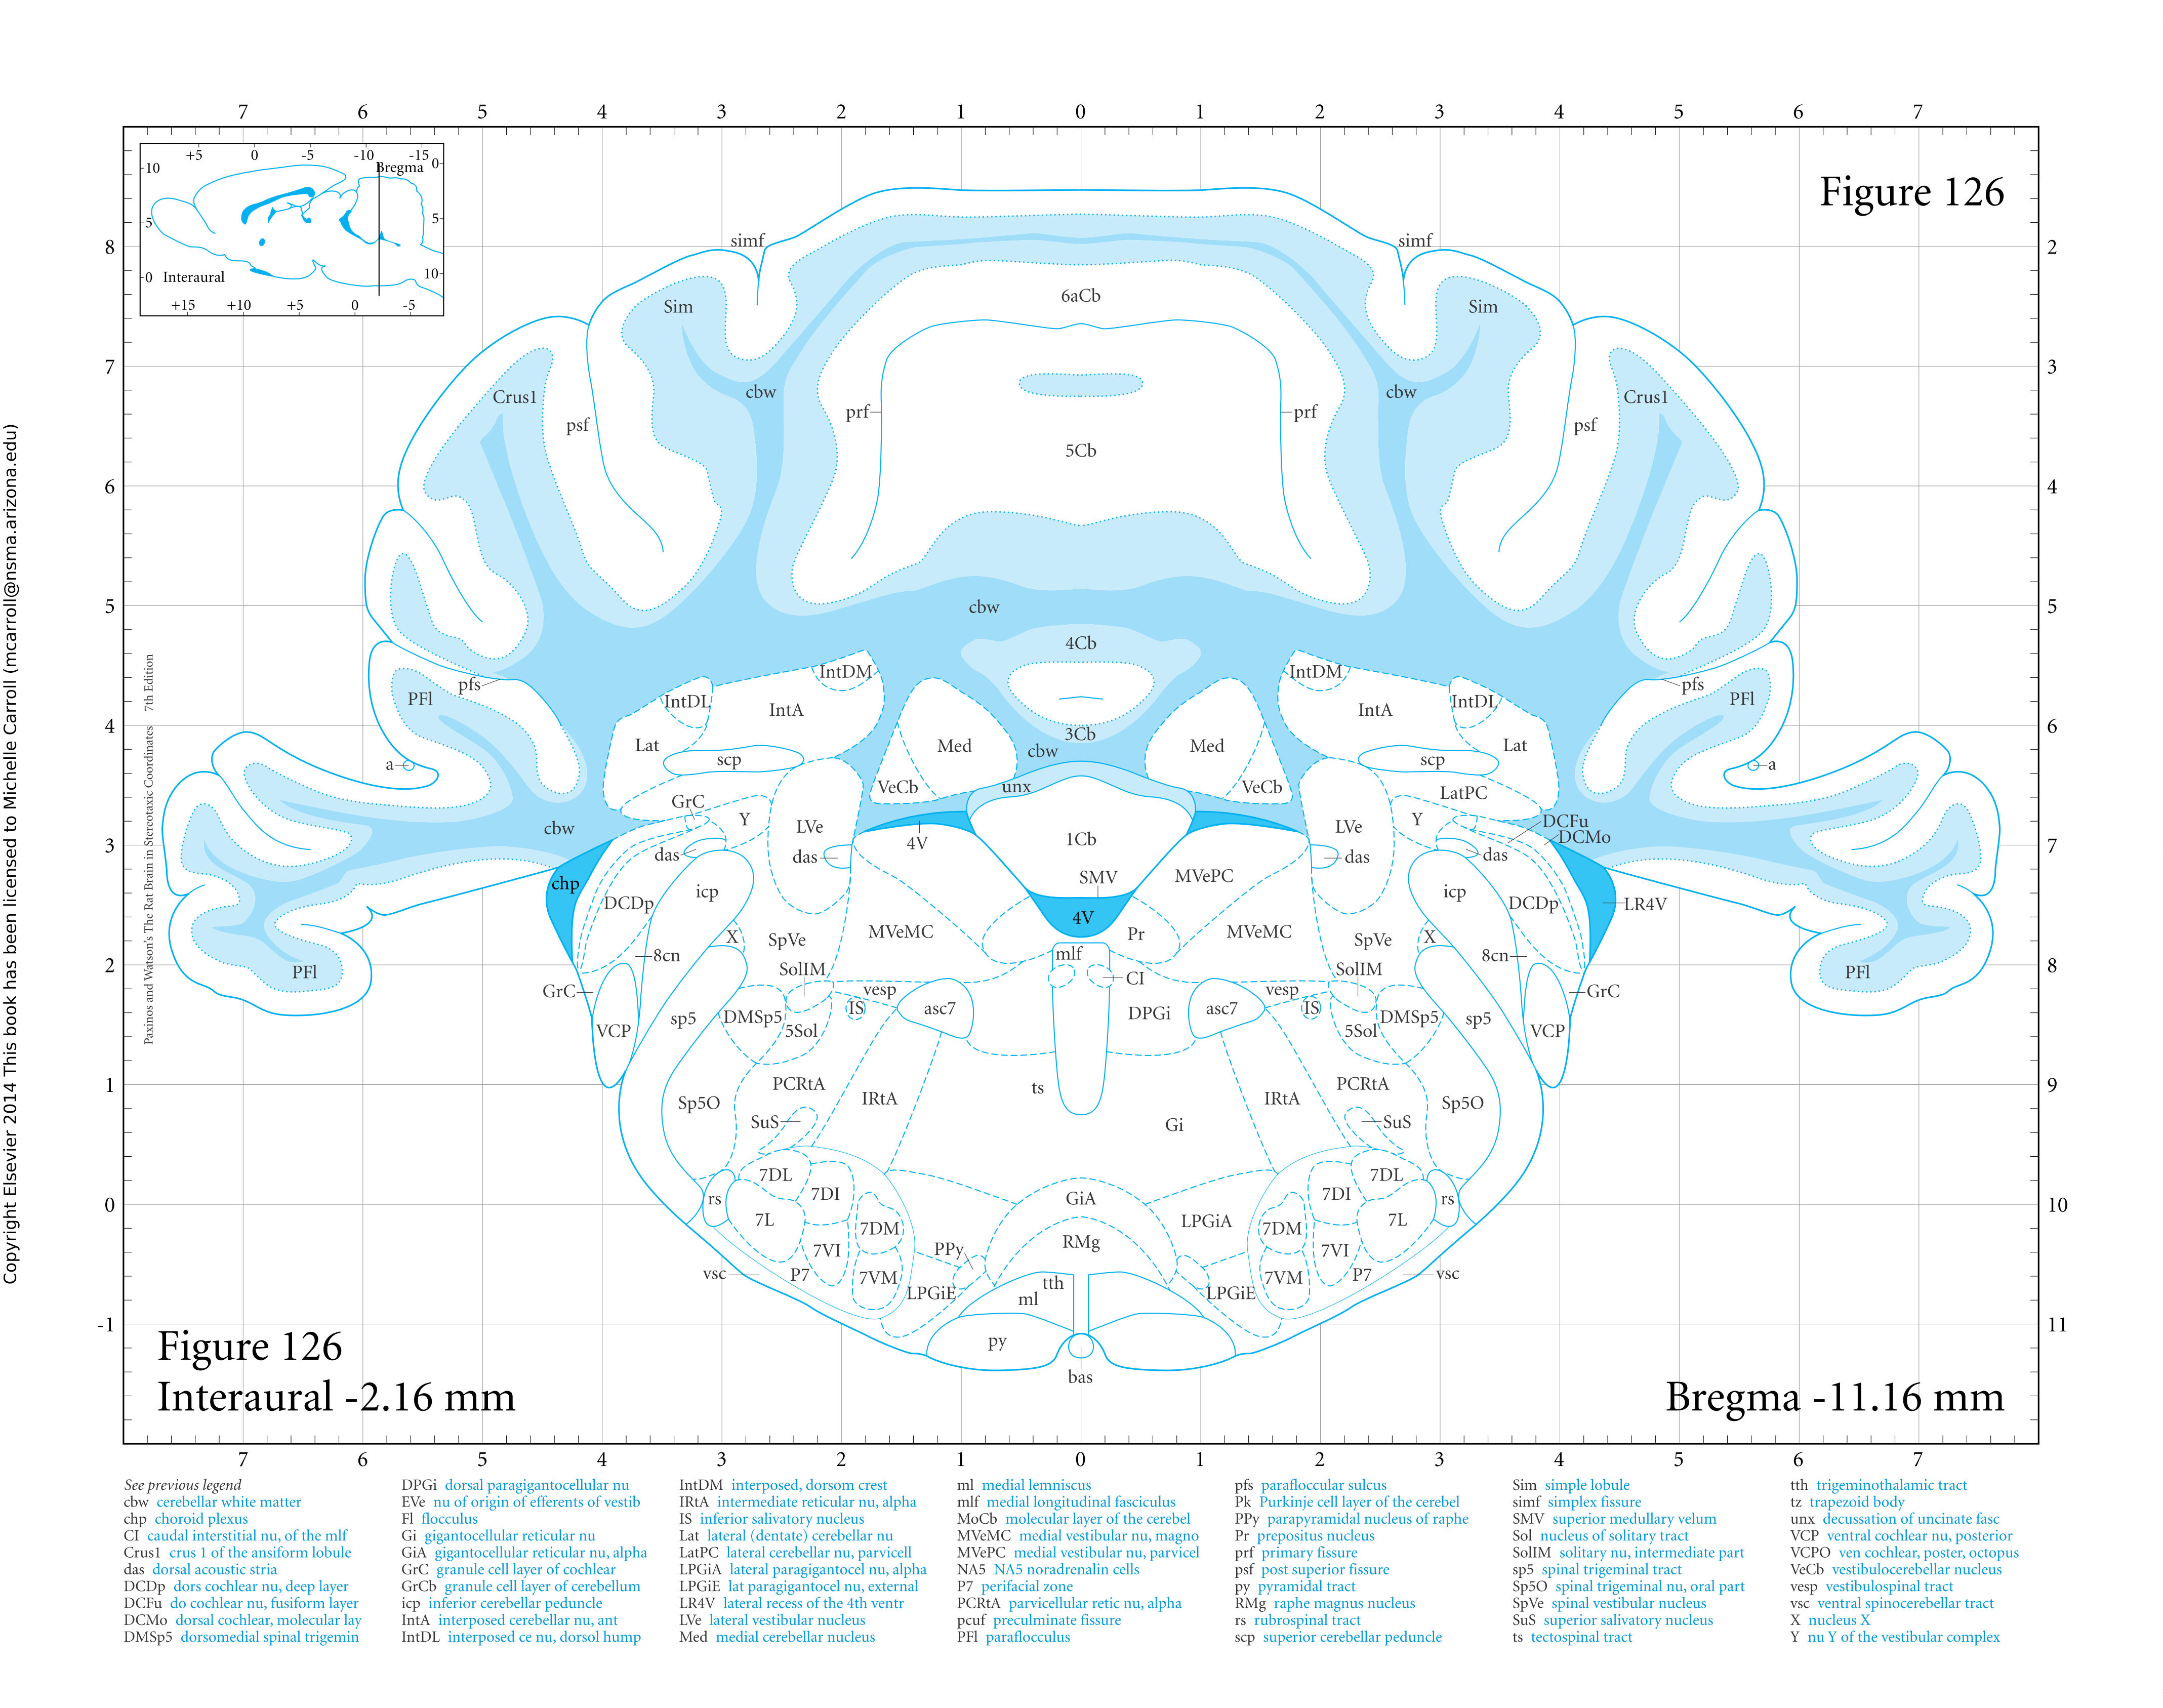 7 6 5 4 3 2 1 0 1 2 3 4 5 6 7
+5 0 -5 -10 -15
Bregma
10 0
5 5
0 Interaural 10
+15 +10 +5 0 -5
Figure 126
simf simf
8 2
6aCb
Sim Sim
7 3
cbw cbw
Crus1 Crus1
prf prf
psf psf
5Cb
6 4
5 5
cbw
4Cb
IntDM IntDM
pfs pfs
PFl PFl
IntDL IntDL
IntA IntA
4 6
3Cb
Lat Med cbw Med Lat
scp scp
a a
VeCb unx VeCb
GrC LatPC
Y Y
cbw LVe LVe DCFu
DCMo
3 7
4V 1Cb
das das das das
chp SMV MVePC
icp icp
DCDp DCDp LR4V
4V
X MVeMC Pr MVeMC X
SpVe SpVe
8cn mlf 8cn
2 8
SolIM CI SolIM
PFl PFl
GrC vesp vesp GrC
IS asc7 DPGi asc7 IS
VCP sp5 DMSp5 5Sol 5Sol DMSp5 sp5 VCP
1 9
PCRtA ts PCRtA
Sp5O IRtA IRtA Sp5O
SuS Gi SuS
7DL 7DL
rs 7DI GiA 7DI rs
0 10
7L 7DM LPGiA 7DM 7L
7VI PPy RMg 7VI
vsc P7 7VM 7VM P7 vsc
LPGiE tth LPGiE
ml
-1 11
py
bas
Figure 126
Interaural -2.16 mm
Bregma -11.16 mm
7 6 5 4 3 2 1 0 1 2 3 4 5 6 7
Paxinos and Watson's The Rat Brain in Stereotaxic Coordinates 7th Edition
Copyright Elsevier 2014 This book has been licensed to Michelle Carroll (mcarroll@nsma.arizona.edu)
See previous legend
cbw cerebellar white matter
chp choroid plexus
CI caudal interstitial nu, of the mlf
Crus1 crus 1 of the ansiform lobule
das dorsal acoustic stria
DCDp dors cochlear nu, deep layer
DCFu do cochlear nu, fusiform layer
DCMo dorsal cochlear, molecular lay
DMSp5 dorsomedial spinal trigemin
DPGi dorsal paragigantocellular nu
EVe nu of origin of efferents of vestib
Fl flocculus
Gi gigantocellular reticular nu
GiA gigantocellular reticular nu, alpha
GrC granule cell layer of cochlear
GrCb granule cell layer of cerebellum
icp inferior cerebellar peduncle
IntA interposed cerebellar nu, ant
IntDL interposed ce nu, dorsol hump
IntDM interposed, dorsom crest
IRtA intermediate reticular nu, alpha
IS inferior salivatory nucleus
Lat lateral (dentate) cerebellar nu
LatPC lateral cerebellar nu, parvicell
LPGiA lateral paragigantocel nu, alpha
LPGiE lat paragigantocel nu, external
LR4V lateral recess of the 4th ventr
LVe lateral vestibular nucleus
Med medial cerebellar nucleus
ml medial lemniscus
mlf medial longitudinal fasciculus
MoCb molecular layer of the cerebel
MVeMC medial vestibular nu, magno
MVePC medial vestibular nu, parvicel
NA5 NA5 noradrenalin cells
P7 perifacial zone
PCRtA parvicellular retic nu, alpha
pcuf preculminate fissure
PFl paraflocculus
pfs parafloccular sulcus
Pk Purkinje cell layer of the cerebel
PPy parapyramidal nucleus of raphe
Pr prepositus nucleus
prf primary fissure
psf post superior fissure
py pyramidal tract
RMg raphe magnus nucleus
rs rubrospinal tract
scp superior cerebellar peduncle
Sim simple lobule
simf simplex fissure
SMV superior medullary velum
Sol nucleus of solitary tract
SolIM solitary nu, intermediate part
sp5 spinal trigeminal tract
Sp5O spinal trigeminal nu, oral part
SpVe spinal vestibular nucleus
SuS superior salivatory nucleus
ts tectospinal tract
tth trigeminothalamic tract
tz trapezoid body
unx decussation of uncinate fasc
VCP ventral cochlear nu, posterior
VCPO ven cochlear, poster, octopus
VeCb vestibulocerebellar nucleus
vesp vestibulospinal tract
vsc ventral spinocerebellar tract
X nucleus X
Y nu Y of the vestibular complex